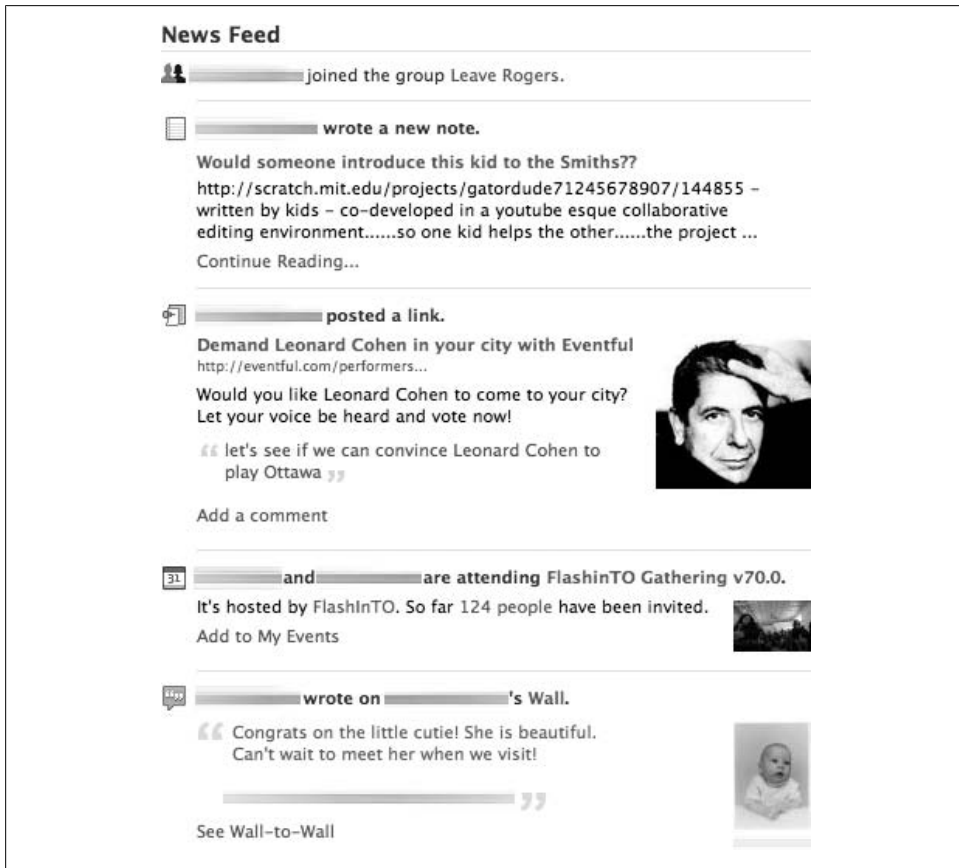 News Feed
joined the group Leave Rogers.
wrote a new note.
Would someone introduce this kid to the Smiths??
http://scratch.mit.edu/projects/gatordude71245678907/144855 –
written by kids – co-developed in a youtube esque collaborative
editing environment......so one kid helps the other......the project ...
Continue Reading...
posted a link.
Demand Leonard Cohen in your city with Eventful
http://eventful.com/performers...
Would you like Leonard Cohen to come to your city?
Let your voice be heard and vote now!
“ let's see if we can convince Leonard Cohen to
play Ottawa ”
Add a comment
31 and are attending FlashinTO Gathering v70.0.
It's hosted by FlashInTO. So far 124 people have been invited.
Add to My Events
wrote on 's Wall.
“ Congrats on the little cutie! She is beautiful.
Can't wait to meet her when we visit!
”
See Wall-to-Wall